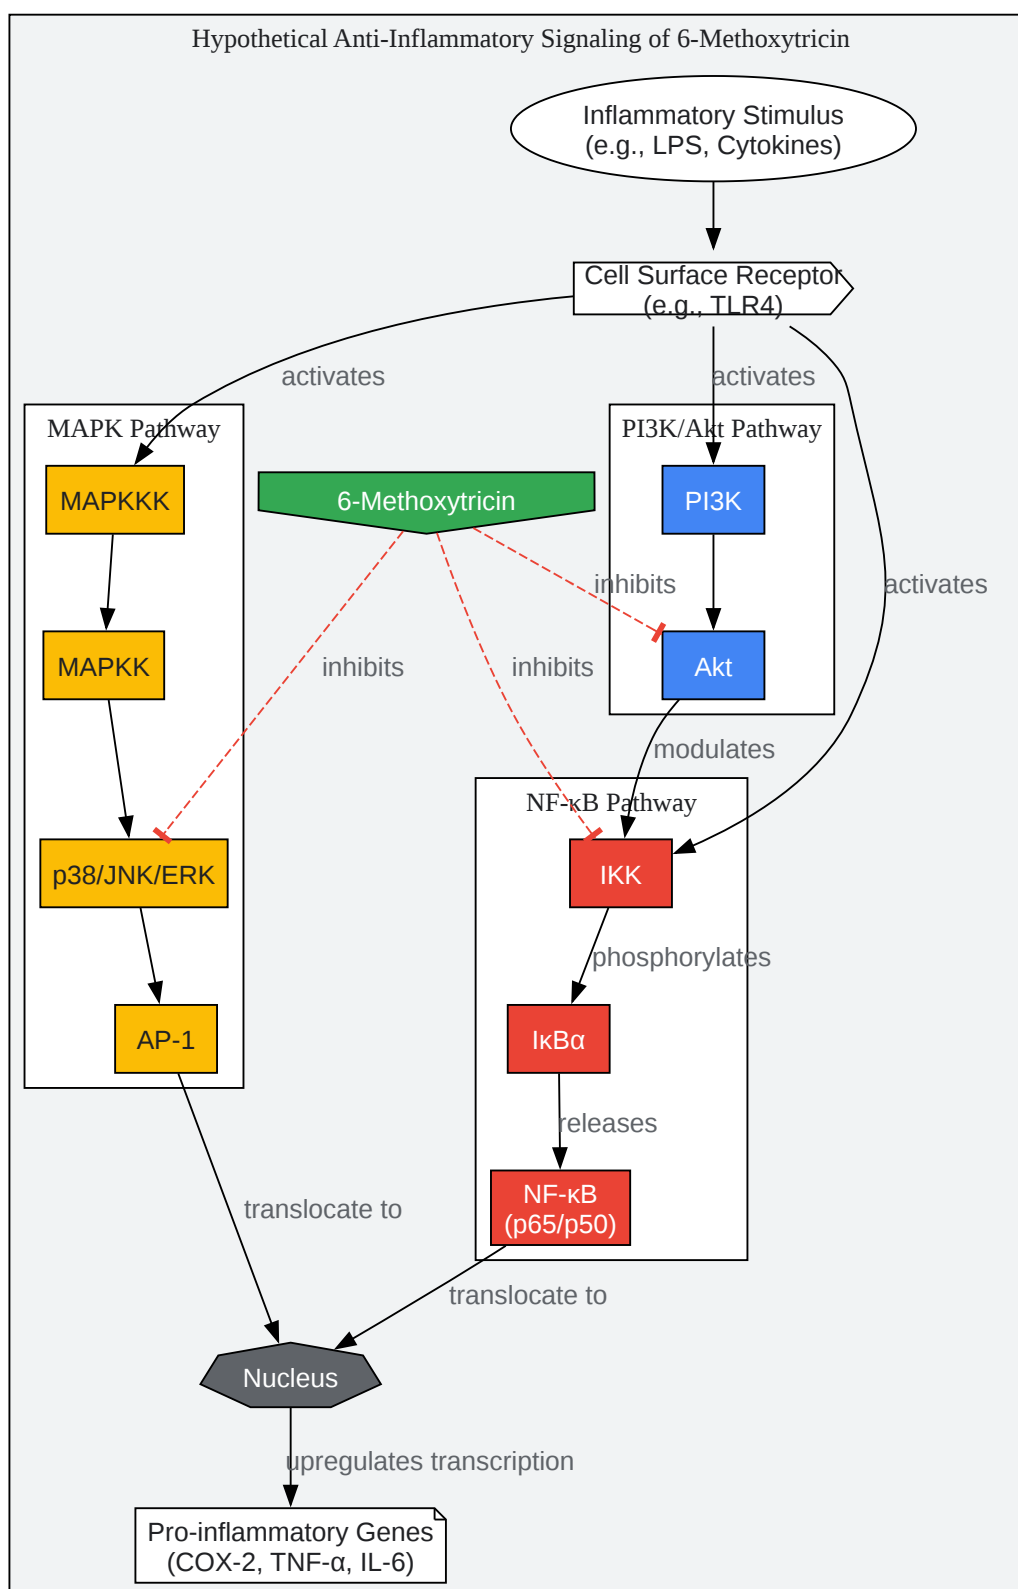 Hypothetical Anti-Inflammatory Signaling of 6-Methoxytricin
Inflammatory Stimulus
(e.g., LPS, Cytokines)
Cell Surface Receptor
(e.g., TLR4)
activates
activates
MAPK Pathway
PI3K/Akt Pathway
MAPKKK
6-Methoxytricin
PI3K
inhibits
activates
MAPKK
inhibits
inhibits
Akt
modulates
NF-κB Pathway
p38/JNK/ERK
IKK
phosphorylates
AP-1
IκBα
releases
NF-κB
(p65/p50)
translocate to
translocate to
Nucleus
upregulates transcription
Pro-inflammatory Genes
(COX-2, TNF-α, IL-6)